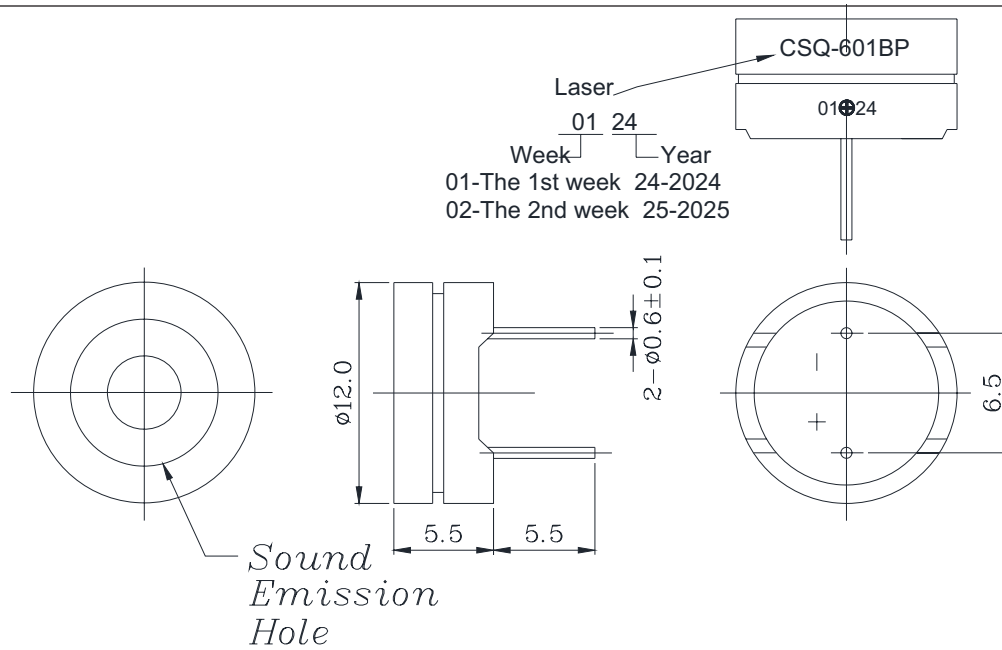 CSQ-601BP
Laser
01 24
01 24
Week Year
01-The 1st week 24-2024
02-The 2nd week 25-2025
2-ø0.6±0.1
ø12.0
6.5
5.5 5.5
Sound
Emission
Hole